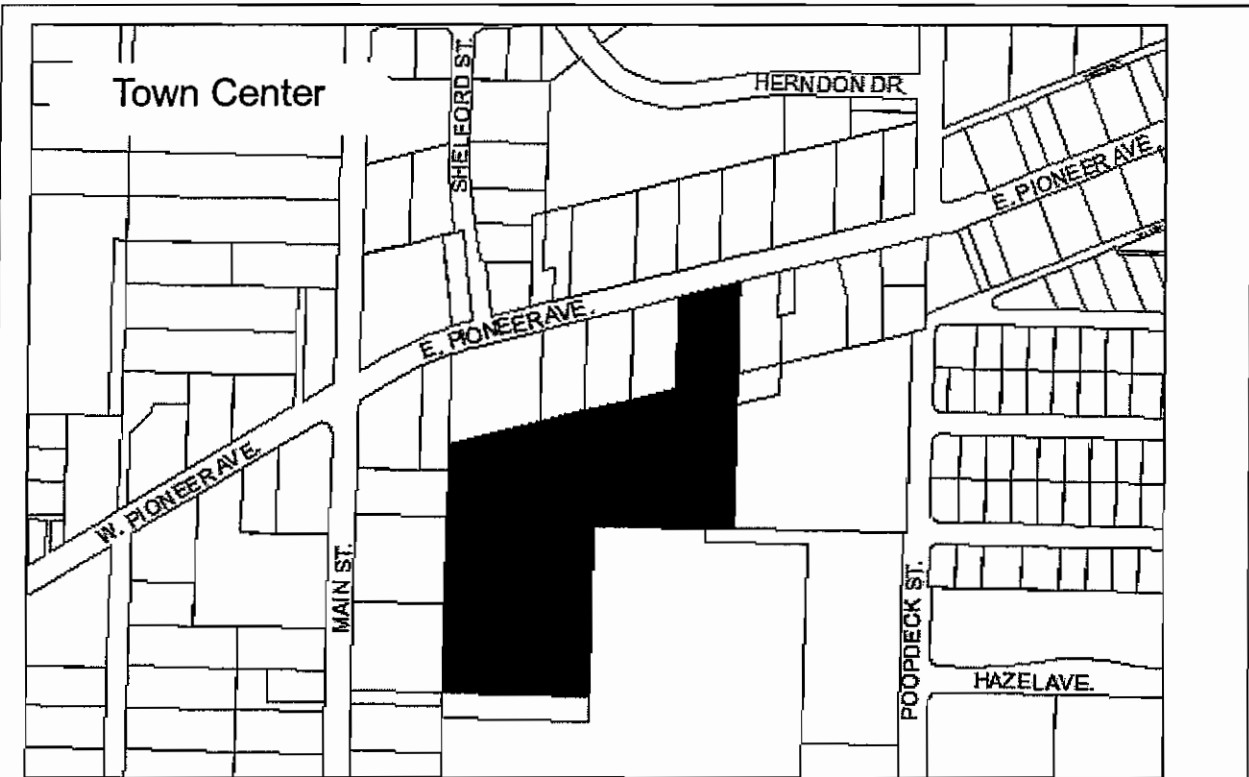 Town Center
SHELFORD ST.
HERNDON DR.
E. PIONEER AVE.
E. PIONEER AVE.
W. PIONEER AVE.
MAIN ST.
POOPDECK ST.
HAZEL AVE.